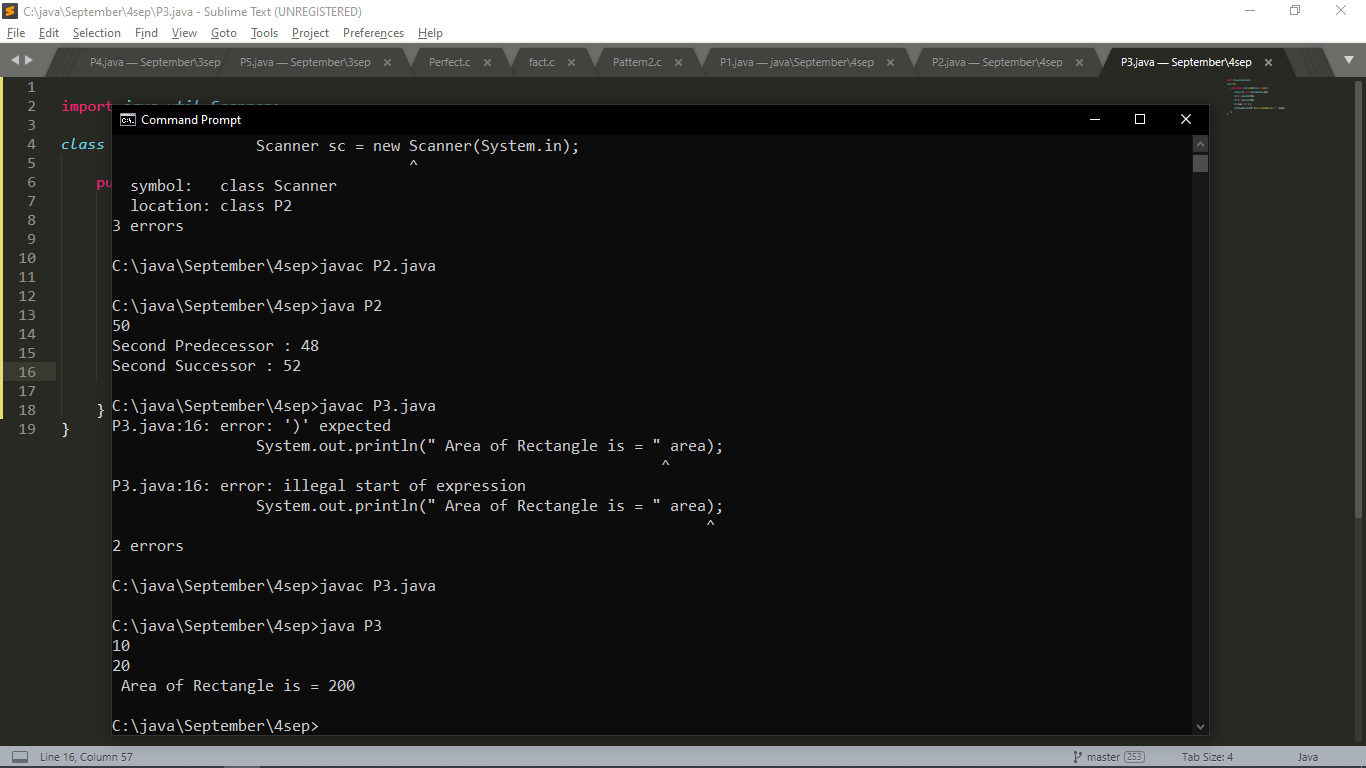 C:\java\September\4sep\P3.java - Sublime Text (UNREGISTERED)
File Edit Selection Find View Goto Tools Project Preferences Help
P4.java — September\3sep P5.java — September\3sep Perfect.c fact.c Pattern2.c P1.java — java\September\4sep P2.java — September\4sep P3.java — September\4sep
1
2 import java.util.Scanner;
3
4 class
5
6 pu
7
8
9
10
11
12
13
14
15
16
17
18 }
19 }
Command Prompt
Scanner sc = new Scanner(System.in);
^
symbol: class Scanner
location: class P2
3 errors
C:\java\September\4sep>javac P2.java
C:\java\September\4sep>java P2
50
Second Predecessor : 48
Second Successor : 52
C:\java\September\4sep>javac P3.java
P3.java:16: error: ')' expected
System.out.println(" Area of Rectangle is = " area);
^
P3.java:16: error: illegal start of expression
System.out.println(" Area of Rectangle is = " area);
^
2 errors
C:\java\September\4sep>javac P3.java
C:\java\September\4sep>java P3
10
20
Area of Rectangle is = 200
C:\java\September\4sep>
Line 16, Column 57 master 253 Tab Size: 4 Java